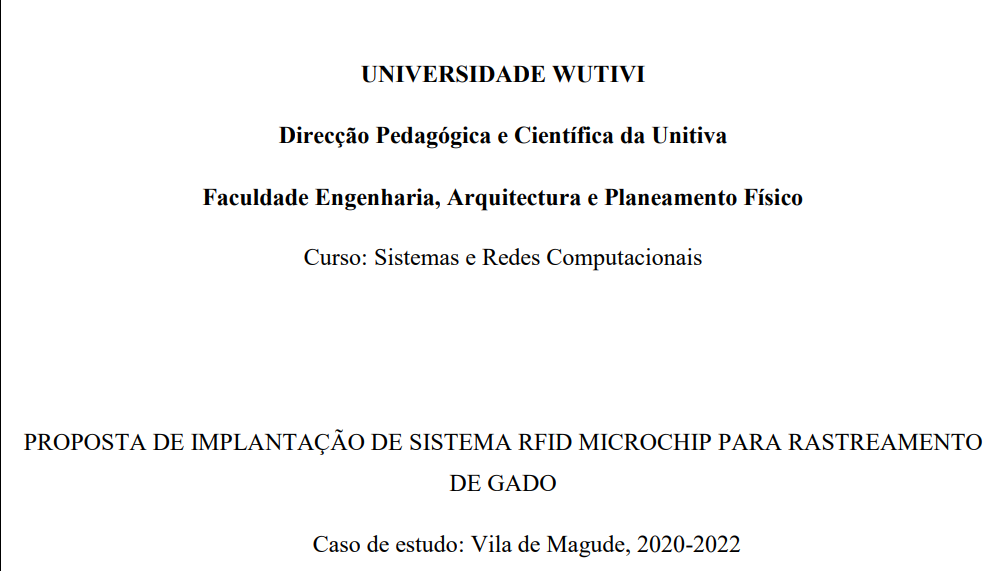 UNIVERSIDADE WUTIVI
Direcção Pedagógica e Científica da Unitiva
Faculdade Engenharia, Arquitectura e Planeamento Físico
Curso: Sistemas e Redes Computacionais
PROPOSTA DE IMPLANTAÇÃO DE SISTEMA RFID MICROCHIP PARA RASTREAMENTO
DE GADO
Caso de estudo: Vila de Magude, 2020-2022